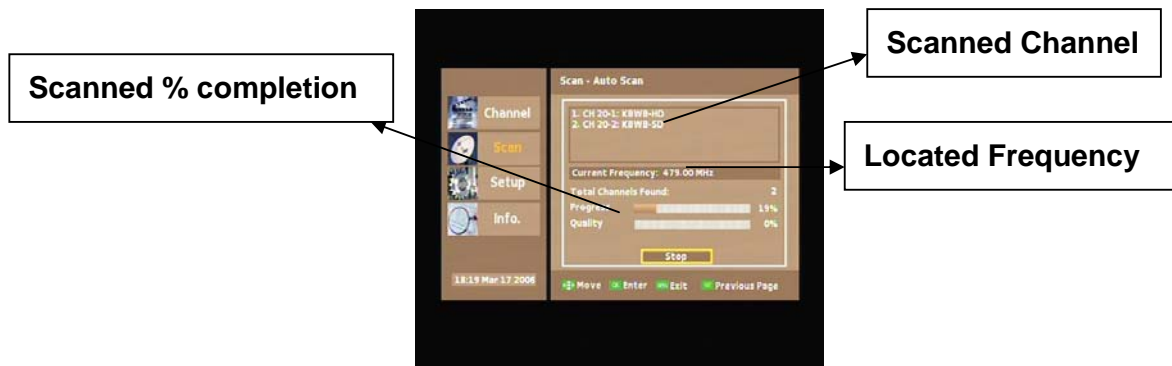 Scanned Channel
Scanned % completion
Located Frequency
Scan - Auto Scan
Channel
Scan
Setup
Info.
18:19 Mar 17 2006
1. CH 20-1: KBWB-HD
2. CH 20-2: KBWB-SD
Current Frequency: 479.00 MHz
Total Channels Found: 2
Progress 19%
Quality 0%
Stop
Move OK Enter Exit Previous Page